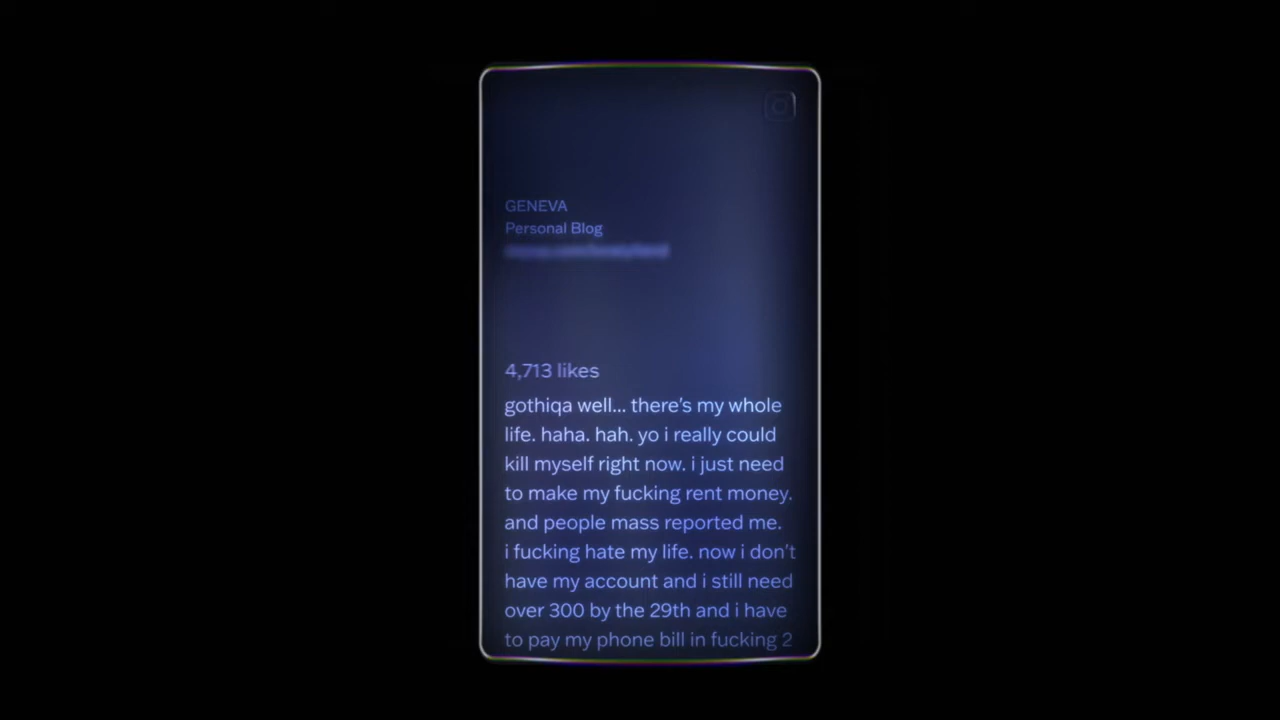 GENEVA
Personal Blog
4,713 likes
gothiqa well... there's my whole
life. haha. hah. yo i really could
kill myself right now. i just need
to make my fucking rent money.
and people mass reported me.
i fucking hate my life. now i don't
have my account and i still need
over 300 by the 29th and i have
to pay my phone bill in fucking 2